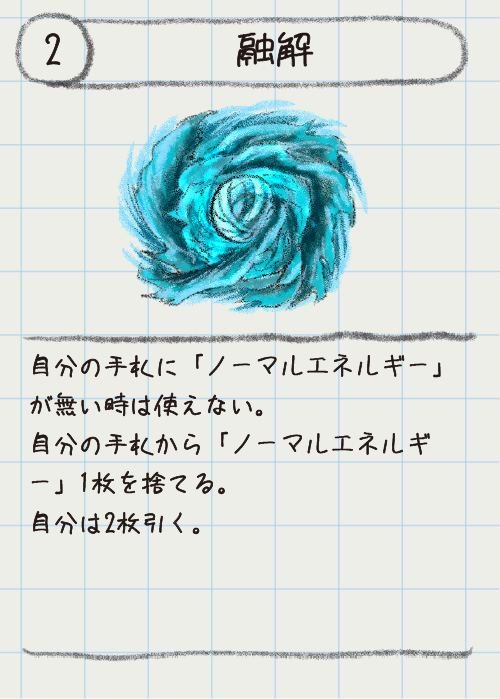 2
融解
自分の手札に「ノーマルエネルギー」
が無い時は使えない。
自分の手札から「ノーマルエネルギ
ー」1枚を捨てる。
自分は2枚引く。